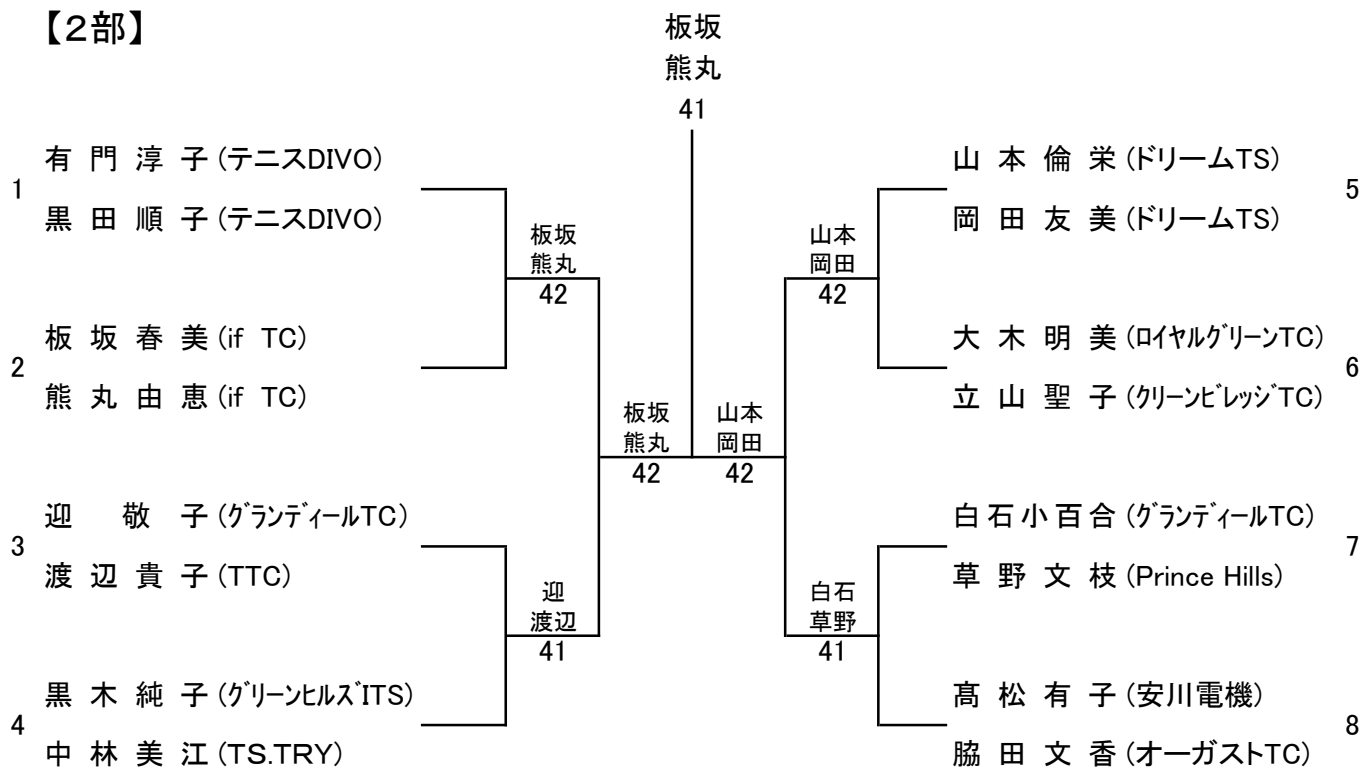 【2部】
板坂
熊丸
41
1
有門淳子(テニスDIVO)
黒田順子(テニスDIVO)
板坂
熊丸
42
2
板坂春美(if TC)
熊丸由恵(if TC)
板坂
熊丸
42
3
迎 敬子(グランディールTC)
渡辺貴子(TTC)
迎
渡辺
41
4
黒木純子(グリーンヒルズITS)
中林美江(TS.TRY)
山本倫栄(ドリームTS)
岡田友美(ドリームTS)
5
山本
岡田
42
大木明美(ロイヤルグリーンTC)
立山聖子(クリーンビレッジTC)
6
山本
岡田
42
白石小百合(グランディールTC)
草野文枝(Prince Hills)
7
白石
草野
41
髙松有子(安川電機)
脇田文香(オーガストTC)
8